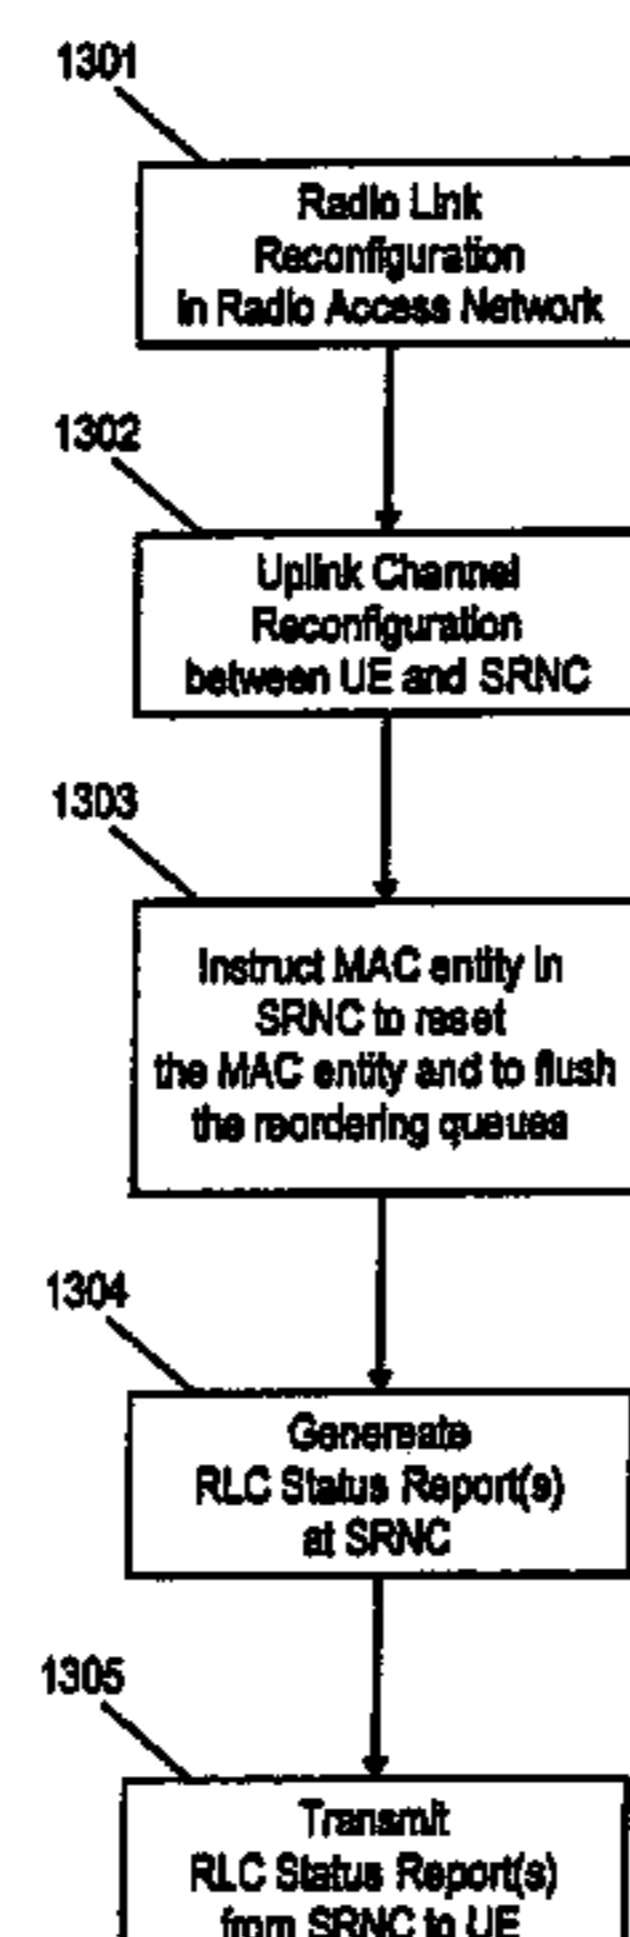 1301
Radio Link
Reconfiguration
in Radio Access Network
1302
Uplink Channel
Reconfiguration
between UE and SRNC
1303
Instruct MAC entity in
SRNC to reset
the MAC entity and to flush
the reordering queues
1304
Genereate
RLC Status Report(s)
at SRNC
1305
Transmit
RLC Status Report(s)
from SRNC to UE